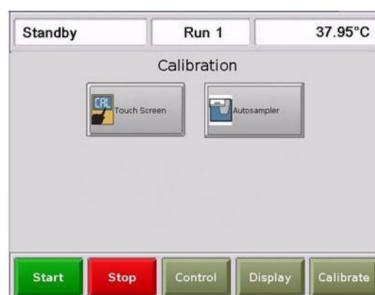 Standby Run 1 37.95°C
Calibration
CAL Touch Screen Autosampler
Start Stop Control Display Calibrate